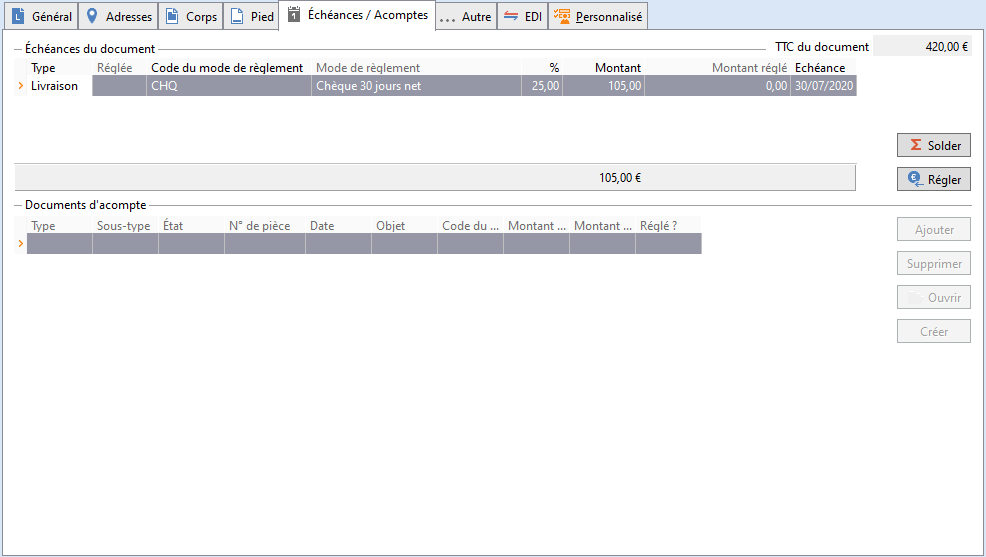 Général Adresses Corps Pied Échéances / Acomptes ... Autre EDI Personnalisé
Échéances du document TTC du document 420,00 €
Type Réglée Code du mode de règlement Mode de règlement % Montant Montant réglé Echéance
Livraison CHQ Chèque 30 jours net 25,00 105,00 0,00 30/07/2020
Solder
105,00 € Régler
Documents d'acompte
Type Sous-type État N° de pièce Date Objet Code du ... Montant ... Montant ... Réglé ?
Ajouter
Supprimer
Ouvrir
Créer